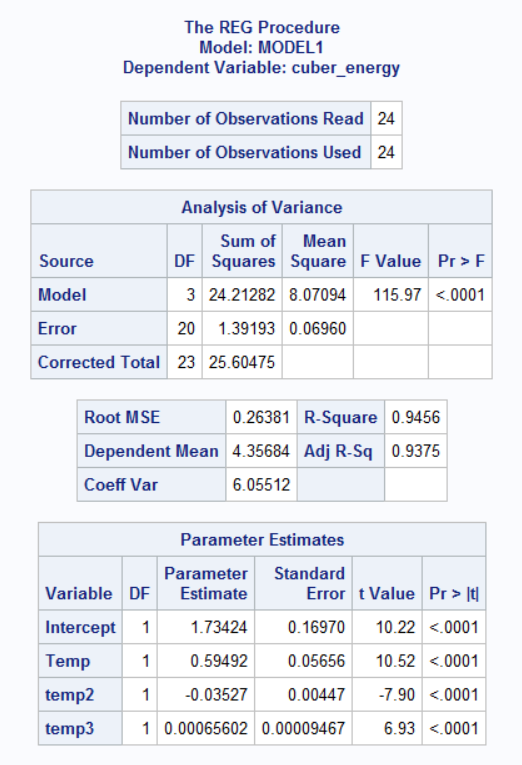 The REG Procedure
Model: MODEL1
Dependent Variable: cuber_energy
Number of Observations Read 24
Number of Observations Used 24
Analysis of Variance
Source DF Sum of Squares Mean Square F Value Pr > F
Model 3 24.21282 8.07094 115.97 <.0001
Error 20 1.39193 0.06960
Corrected Total 23 25.60475
Root MSE 0.26381 R-Square 0.9456
Dependent Mean 4.35684 Adj R-Sq 0.9375
Coeff Var 6.05512
Parameter Estimates
Variable DF Parameter Estimate Standard Error t Value Pr > |t|
Intercept 1 1.73424 0.16970 10.22 <.0001
Temp 1 0.59492 0.05656 10.52 <.0001
temp2 1 -0.03527 0.00447 -7.90 <.0001
temp3 1 0.00065602 0.00009467 6.93 <.0001